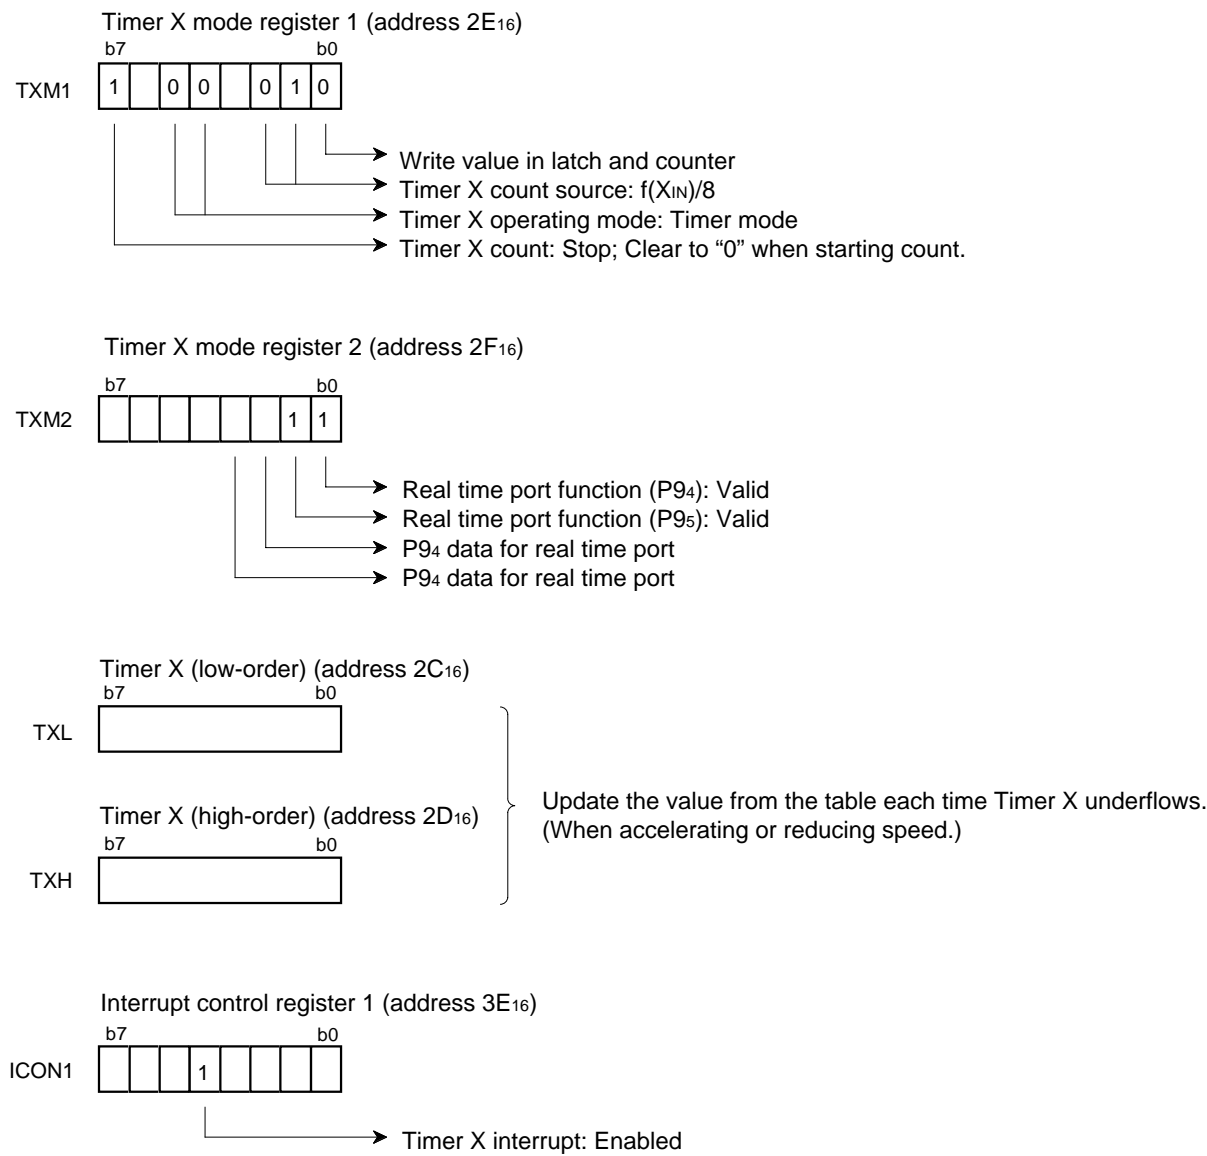 Timer X mode register 1 (address 2E16)
b7 b0
TXM1 1 0 0 0 1 0
Write value in latch and counter
Timer X count source: f(XIN)/8
Timer X operating mode: Timer mode
Timer X count: Stop; Clear to “0” when starting count.
Timer X mode register 2 (address 2F16)
b7 b0
TXM2 1 1
Real time port function (P94): Valid
Real time port function (P95): Valid
P94 data for real time port
P94 data for real time port
Timer X (low-order) (address 2C16)
b7 b0
TXL
Timer X (high-order) (address 2D16)
b7 b0
TXH
Update the value from the table each time Timer X underflows.
(When accelerating or reducing speed.)
Interrupt control register 1 (address 3E16)
b7 b0
ICON1 1
Timer X interrupt: Enabled